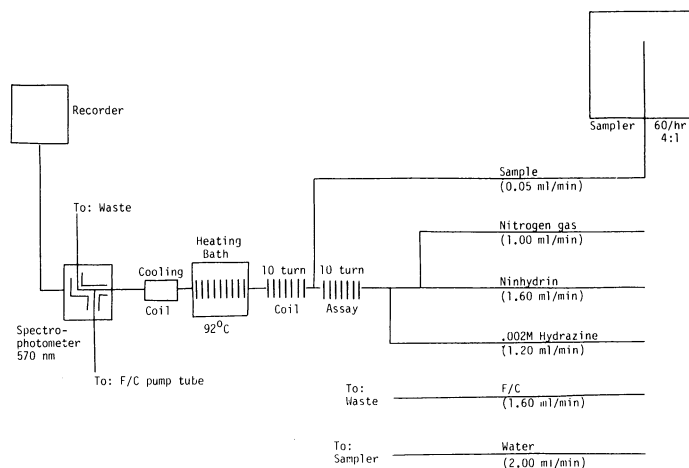 Recorder
Sampler
60/hr
4:1
Sample
(0.05 ml/min)
To: Waste
Nitrogen gas
(1.00 ml/min)
Heating
Bath
Cooling
10 turn
10 turn
Ninhydrin
(1.60 ml/min)
Coil
Coil
Assay
92°C
Spectro-
photometer
570 nm
.002M Hydrazine
(1.20 ml/min)
To: F/C pump tube
To:
Waste
F/C
(1.60 ml/min)
To:
Sampler
Water
(2.00 ml/min)